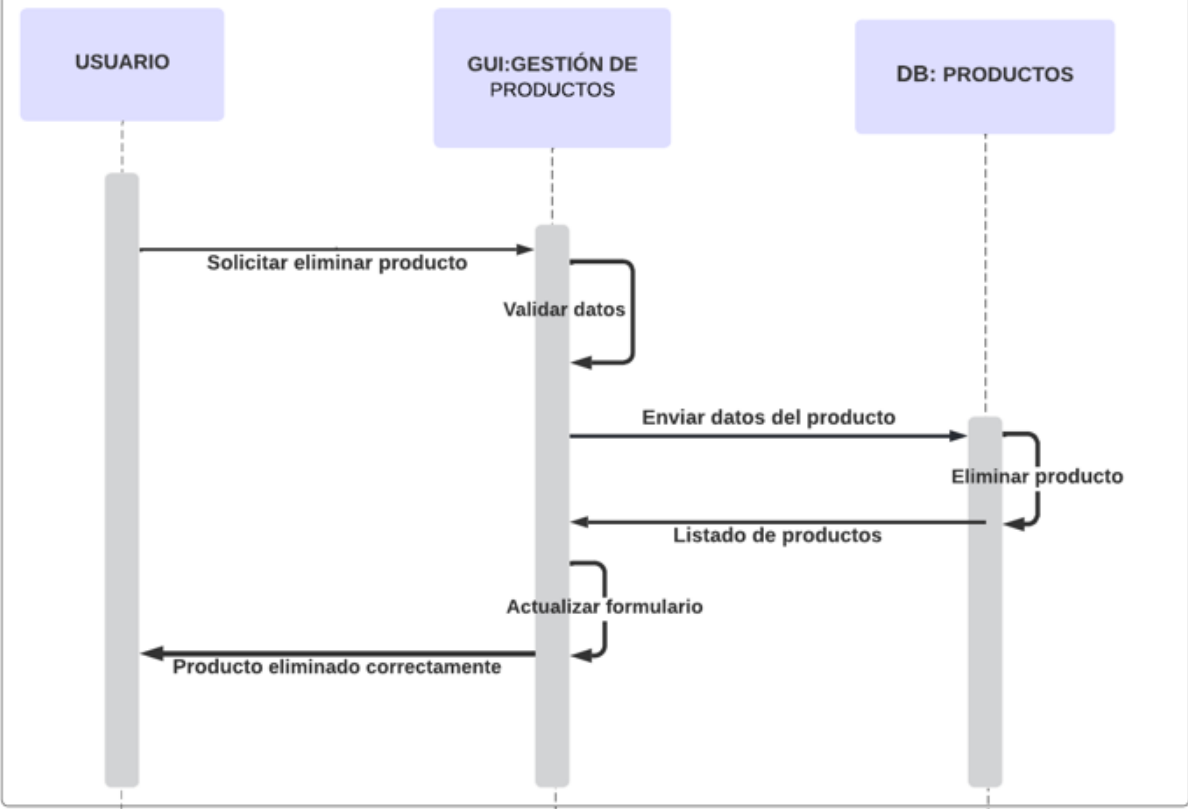 USUARIO
GUI:GESTIÓN DE
PRODUCTOS
DB: PRODUCTOS
Solicitar eliminar producto
Validar datos
Enviar datos del producto
Eliminar producto
Listado de productos
Actualizar formulario
Producto eliminado correctamente